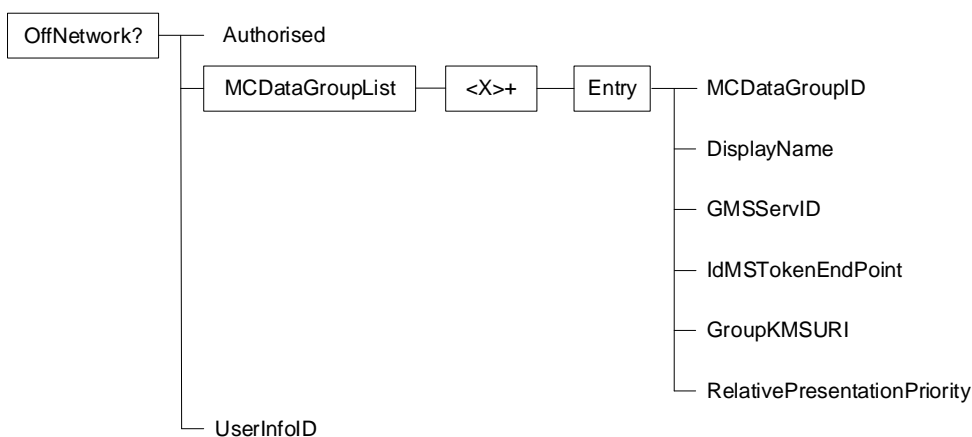 OffNetwork?
Authorised
MCDataGroupList
<X>+
Entry
MCDataGroupID
DisplayName
GMSServID
IdMSTokenEndPoint
GroupKMSURI
RelativePresentationPriority
UserInfoID